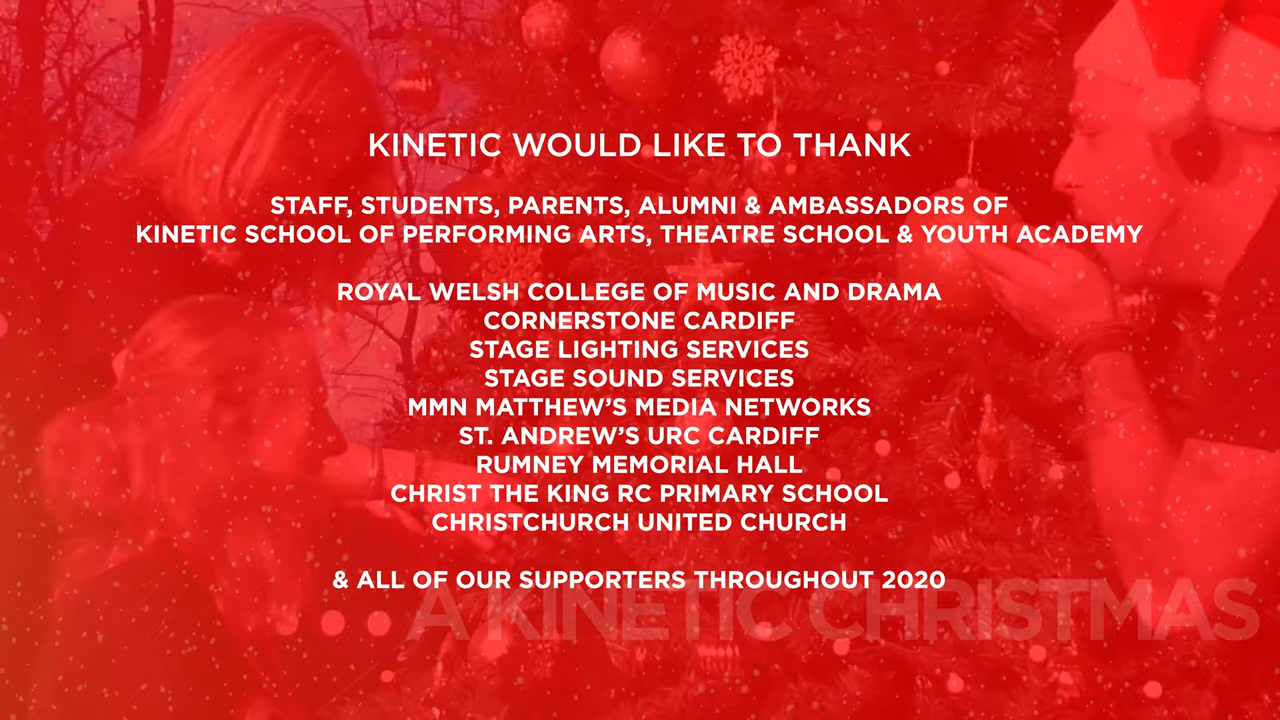 KINETIC WOULD LIKE TO THANK
STAFF, STUDENTS, PARENTS, ALUMNI & AMBASSADORS OF
KINETIC SCHOOL OF PERFORMING ARTS, THEATRE SCHOOL & YOUTH ACADEMY
ROYAL WELSH COLLEGE OF MUSIC AND DRAMA
CORNERSTONE CARDIFF
STAGE LIGHTING SERVICES
STAGE SOUND SERVICES
MMN MATTHEW’S MEDIA NETWORKS
ST. ANDREW’S URC CARDIFF
RUMNEY MEMORIAL HALL
CHRIST THE KING RC PRIMARY SCHOOL
CHRISTCHURCH UNITED CHURCH
& ALL OF OUR SUPPORTERS THROUGHOUT 2020
...A KINETIC CHRISTMAS